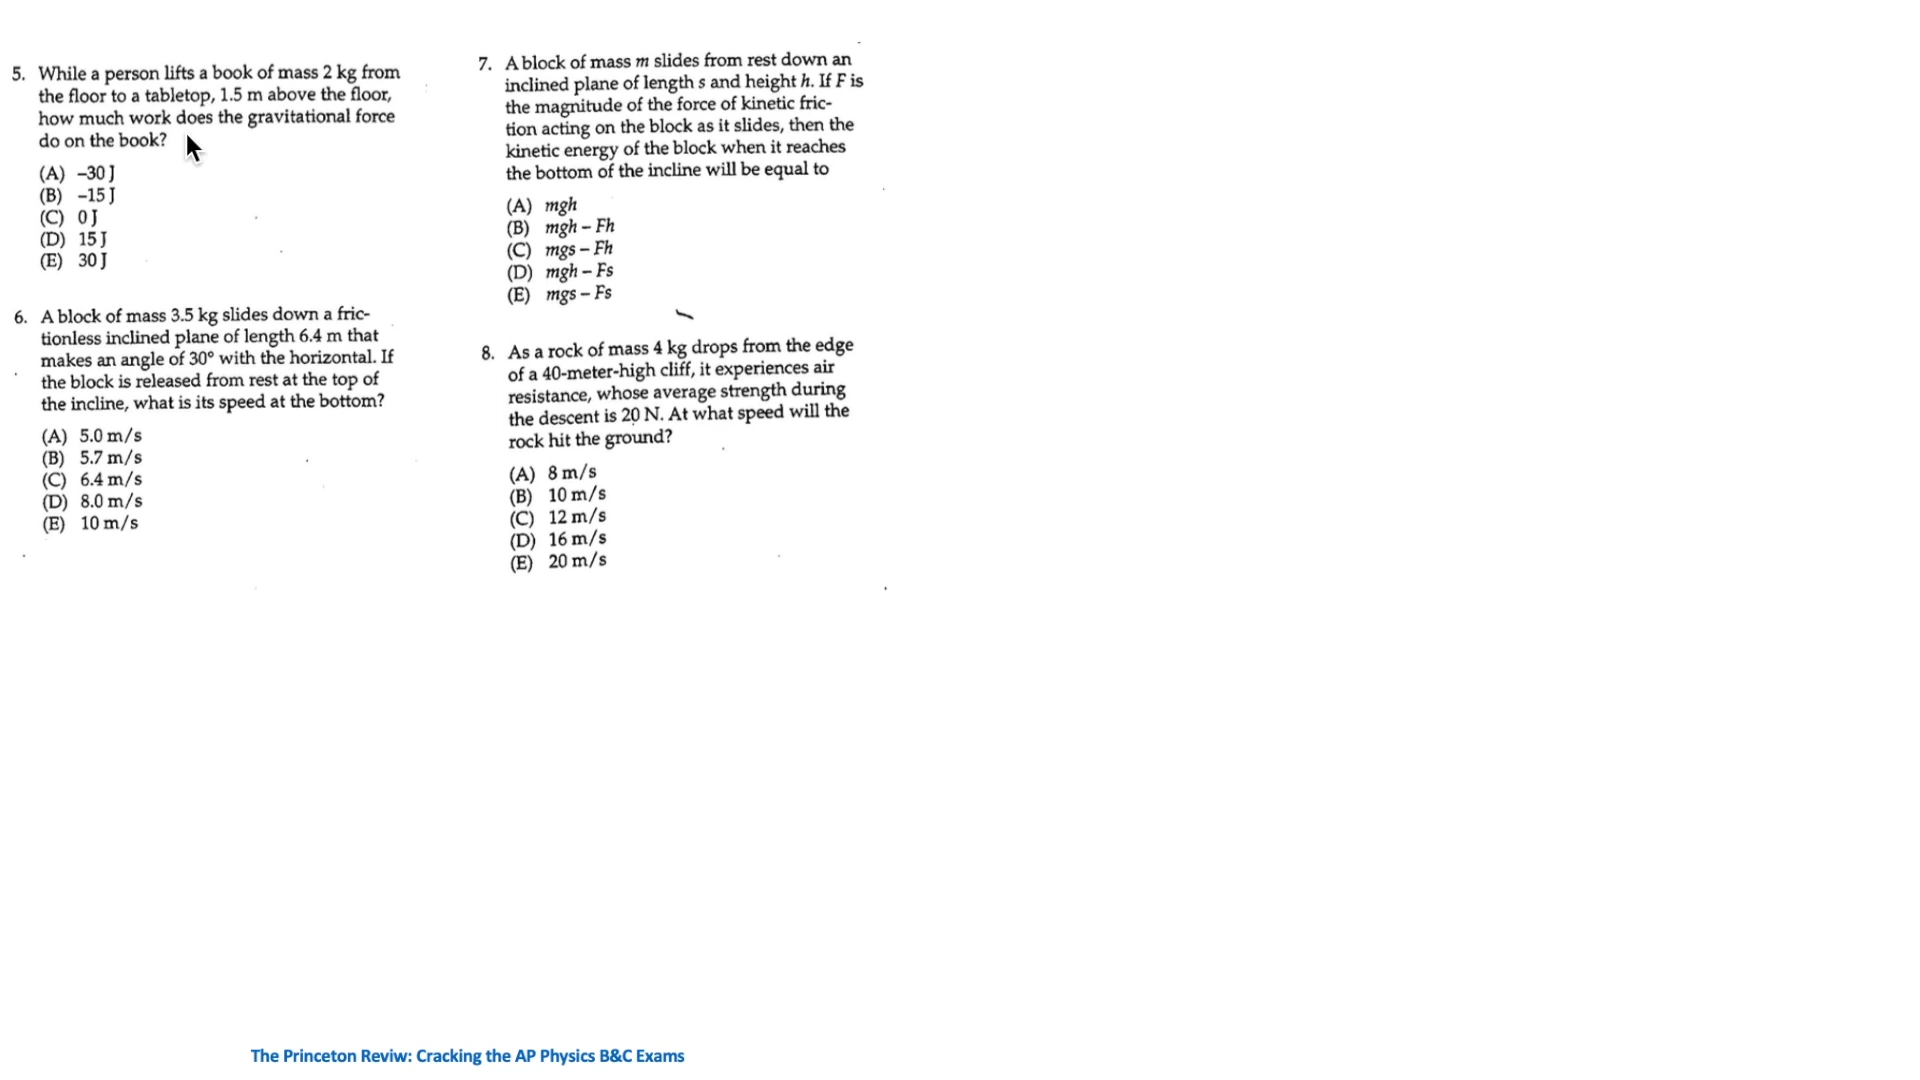 5. While a person lifts a book of mass 2 kg from
the floor to a tabletop, 1.5 m above the floor,
how much work does the gravitational force
do on the book?
(A) –30 J
(B) –15 J
(C) 0 J
(D) 15 J
(E) 30 J
6. A block of mass 3.5 kg slides down a fric-
tionless inclined plane of length 6.4 m that
makes an angle of 30° with the horizontal. If
the block is released from rest at the top of
the incline, what is its speed at the bottom?
(A) 5.0 m/s
(B) 5.7 m/s
(C) 6.4 m/s
(D) 8.0 m/s
(E) 10 m/s
7. A block of mass m slides from rest down an
inclined plane of length s and height h. If F is
the magnitude of the force of kinetic fric-
tion acting on the block as it slides, then the
kinetic energy of the block when it reaches
the bottom of the incline will be equal to
(A) mgh
(B) mgh – Fh
(C) mgs – Fh
(D) mgh – Fs
(E) mgs – Fs
8. As a rock of mass 4 kg drops from the edge
of a 40-meter-high cliff, it experiences air
resistance, whose average strength during
the descent is 20 N. At what speed will the
rock hit the ground?
(A) 8 m/s
(B) 10 m/s
(C) 12 m/s
(D) 16 m/s
(E) 20 m/s
The Princeton Reviw: Cracking the AP Physics B&C Exams